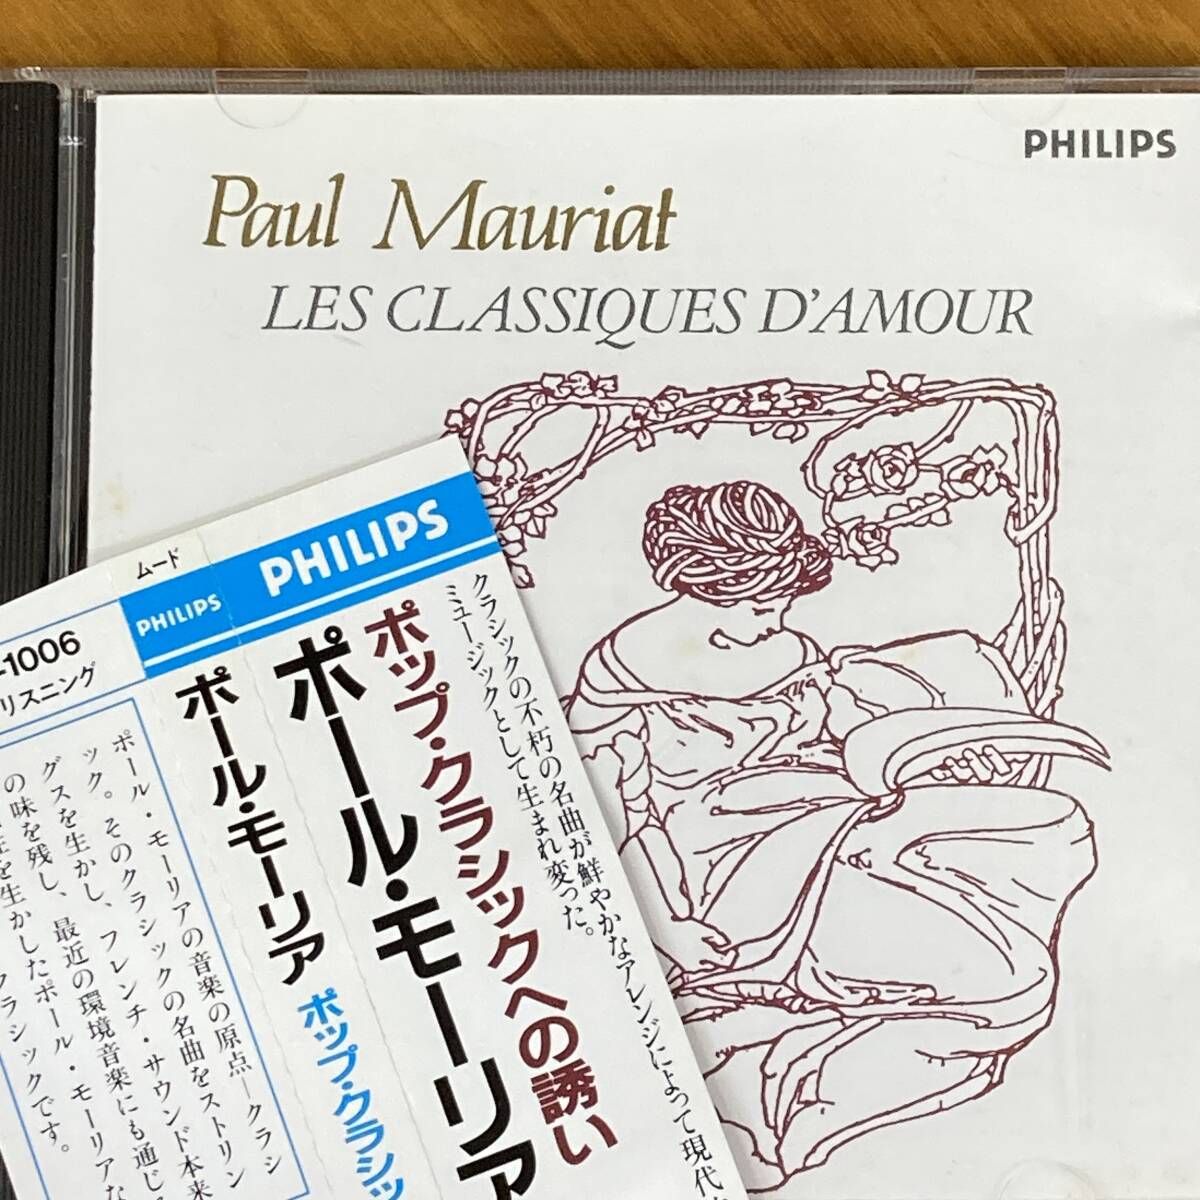 PHILIPS
Paul Mauriat
LES CLASSIQUES D'AMOUR
クラシックの不朽の名曲が鮮やかなアレンジによって現代
ミュージックとして生まれ変った。
PHILIPS
ポップ・クラシックへの誘い
ポール・モーリア
ムード
PHILIPS
ポール・モーリア
ポップ・クラシッ
-1006
リスニング
ポール・モーリアの音楽の原点―クラシ
ック。そのクラシックの名曲をストリン
グスを生かし、フレンチ・サウンド本来
の味を残し、最近の環境音楽にも通じ
を生かしたポール・モーリアな
クラシックです。